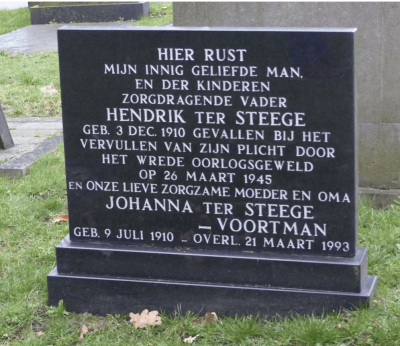 HIER RUST
MIJN INNIG GELIEFDE MAN,
EN DER KINDEREN
ZORGDRAGENDE VADER
HENDRIK TER STEEGE
GEB. 3 DEC. 1910 GEVALLEN BIJ HET
VERVULLEN VAN ZIJN PLICHT DOOR
HET WREDE OORLOGSGEWELD
OP 26 MAART 1945
EN ONZE LIEVE ZORGZAME MOEDER EN OMA
JOHANNA TER STEEGE
– VOORTMAN
GEB. 9 JULI 1910 – OVERL. 21 MAART 1993